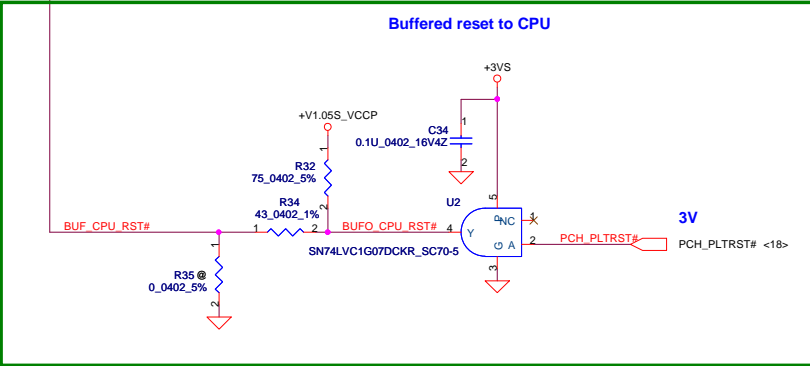 Buffered reset to CPU
+3VS
+V1.05S_VCCP
1
C34
0.1U_0402_16V4Z
2
1
R32
75_0402_5%
2
R34
43_0402_1%
U2
5
P
NC
1
3V
BUF_CPU_RST#
1
2
BUFO_CPU_RST#
4
Y
G
A
2
PCH_PLTRST#
PCH_PLTRST# <18>
SN74LVC1G07DCKR_SC70-5
3
1
R35 @
0_0402_5%
2